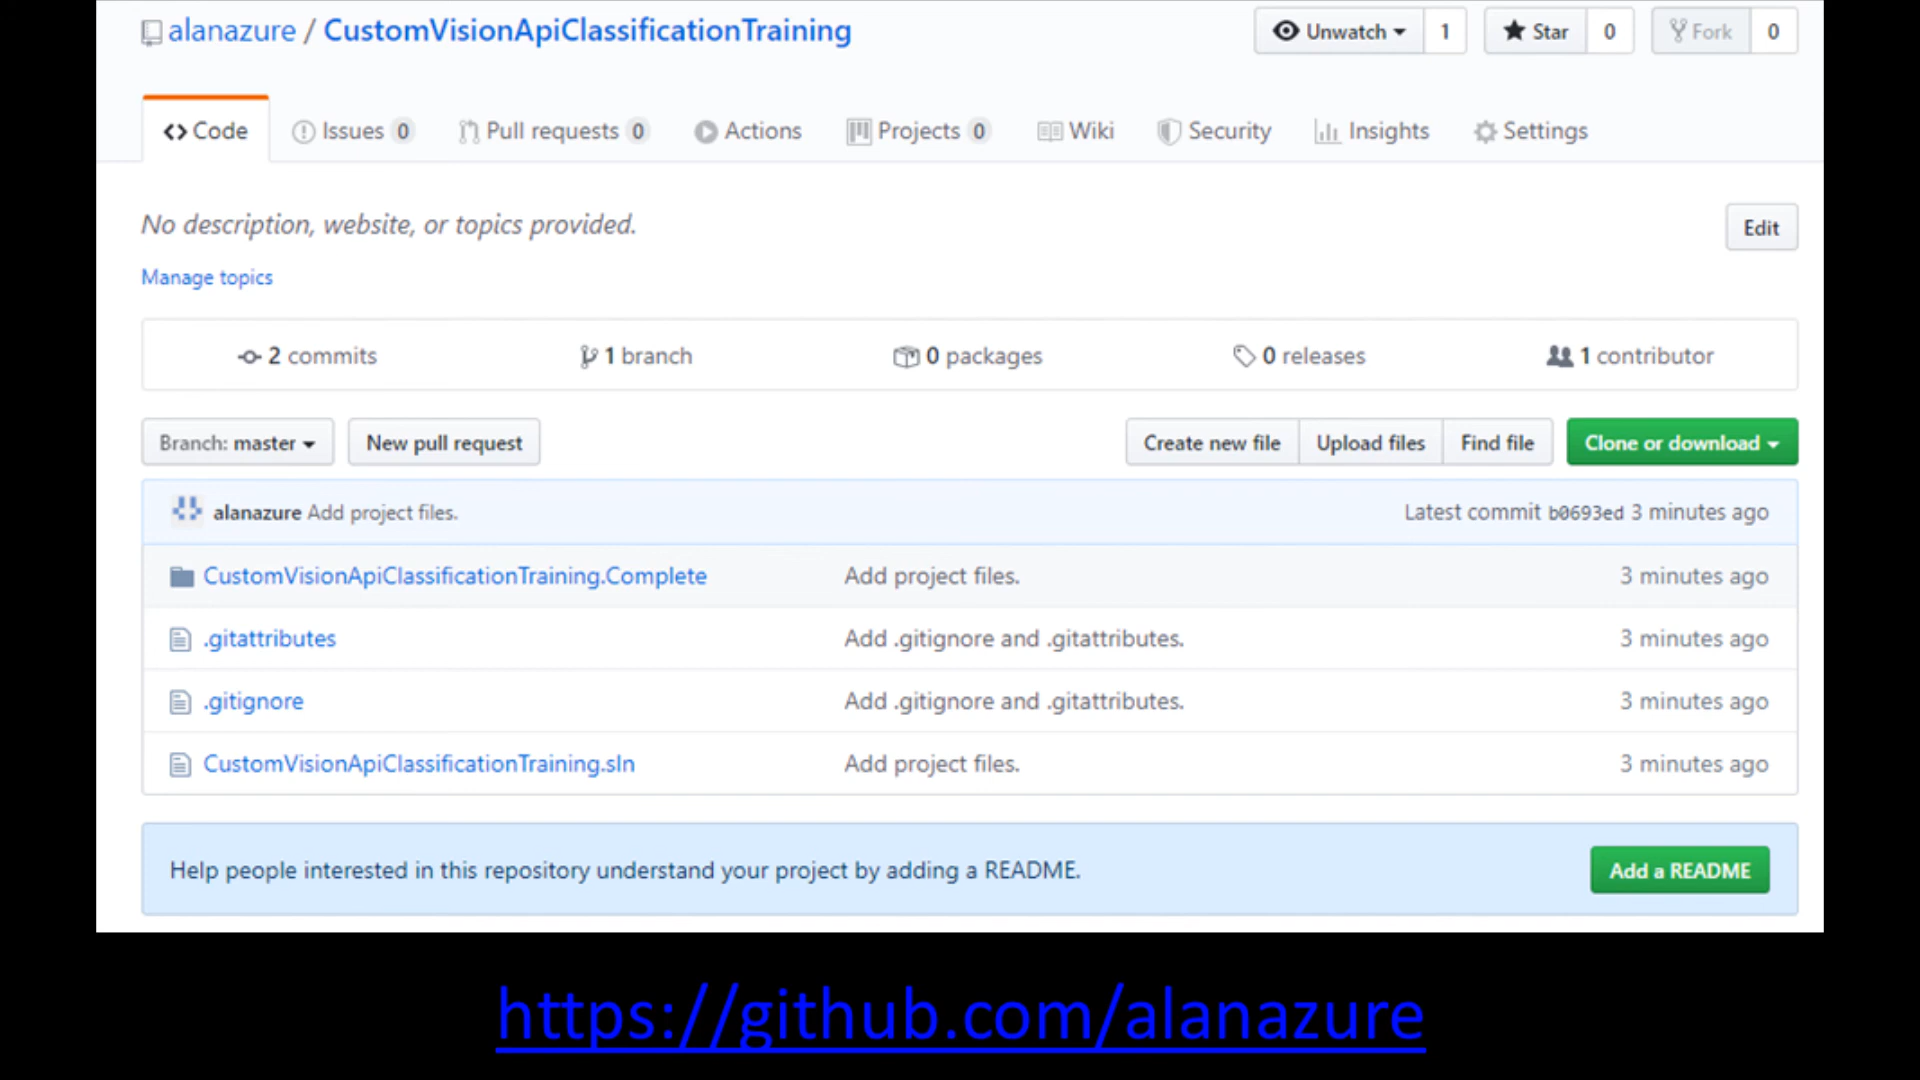 alanazure / CustomVisionApiClassificationTraining
Unwatch 1 Star 0 Fork 0
Code Issues 0 Pull requests 0 Actions Projects 0 Wiki Security Insights Settings
No description, website, or topics provided.
Edit
Manage topics
2 commits 1 branch 0 packages 0 releases 1 contributor
Branch: master New pull request Create new file Upload files Find file Clone or download
alanazure Add project files. Latest commit b0693ed 3 minutes ago
CustomVisionApiClassificationTraining.Complete Add project files. 3 minutes ago
.gitattributes Add .gitignore and .gitattributes. 3 minutes ago
.gitignore Add .gitignore and .gitattributes. 3 minutes ago
CustomVisionApiClassificationTraining.sln Add project files. 3 minutes ago
Help people interested in this repository understand your project by adding a README. Add a README
https://github.com/alanazure